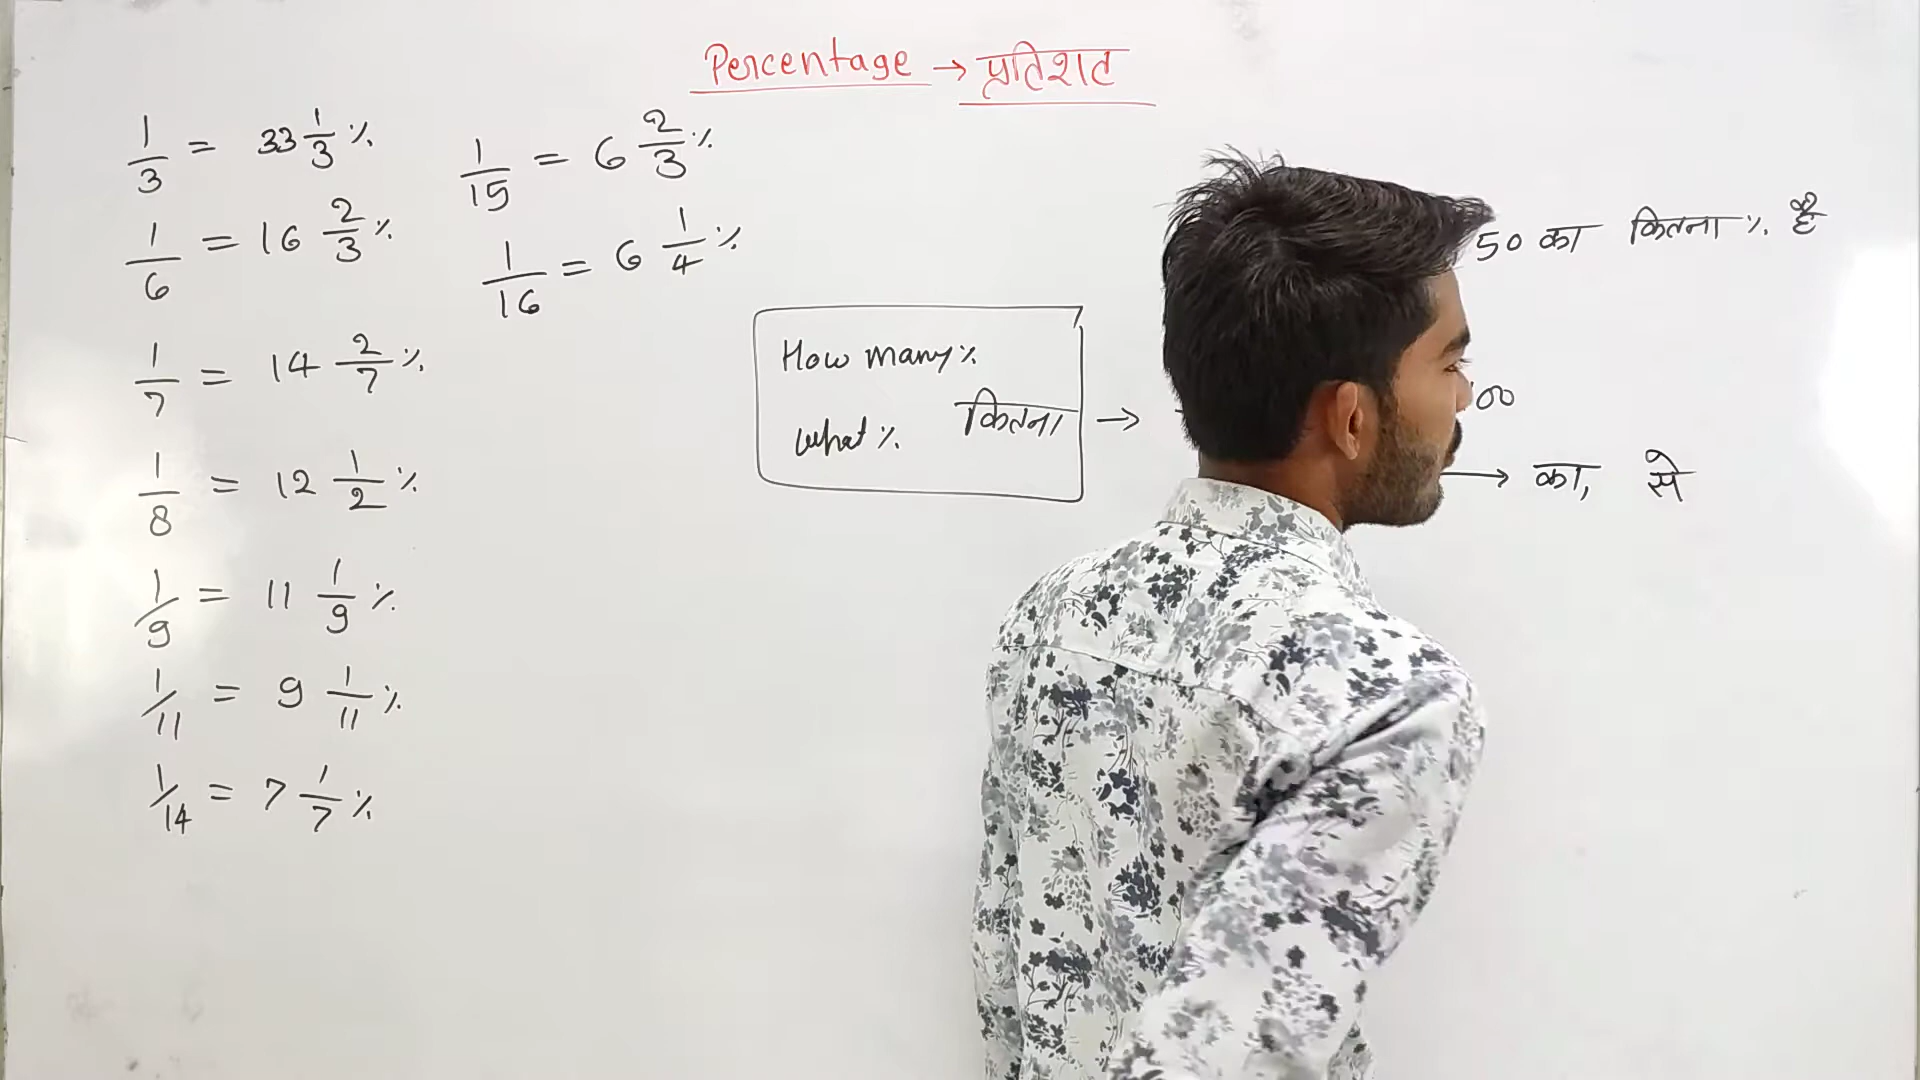 Percentage → प्रतिशत
1/3 = 33 1/3 %
1/6 = 16 2/3 %
1/7 = 14 2/7 %
1/8 = 12 1/2 %
1/9 = 11 1/9 %
1/11 = 9 1/11 %
1/14 = 7 1/7 %
1/15 = 6 2/3 %
1/16 = 6 1/4 %
50 का कितना % है
How many %
what % कितना →
00
→ का, से